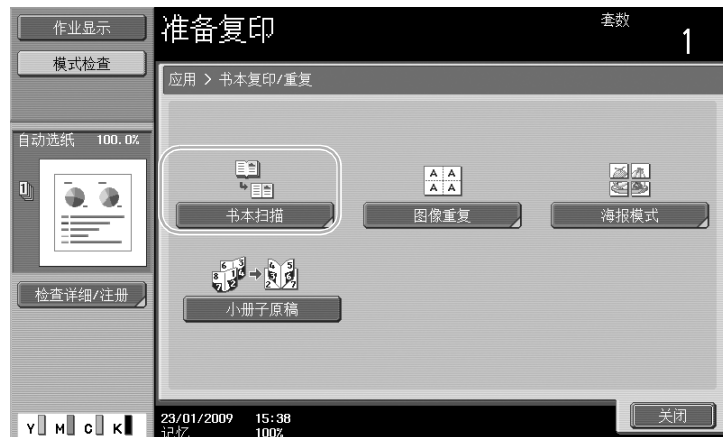 作业显示
模式检查
准备复印
套数
1
应用 > 书本复印/重复
自动选纸 100.0%
书本扫描
图像重复
海报模式
小册子原稿
检查详细/注册
关闭
Y M C K
23/01/2009 15:38
记忆 100%